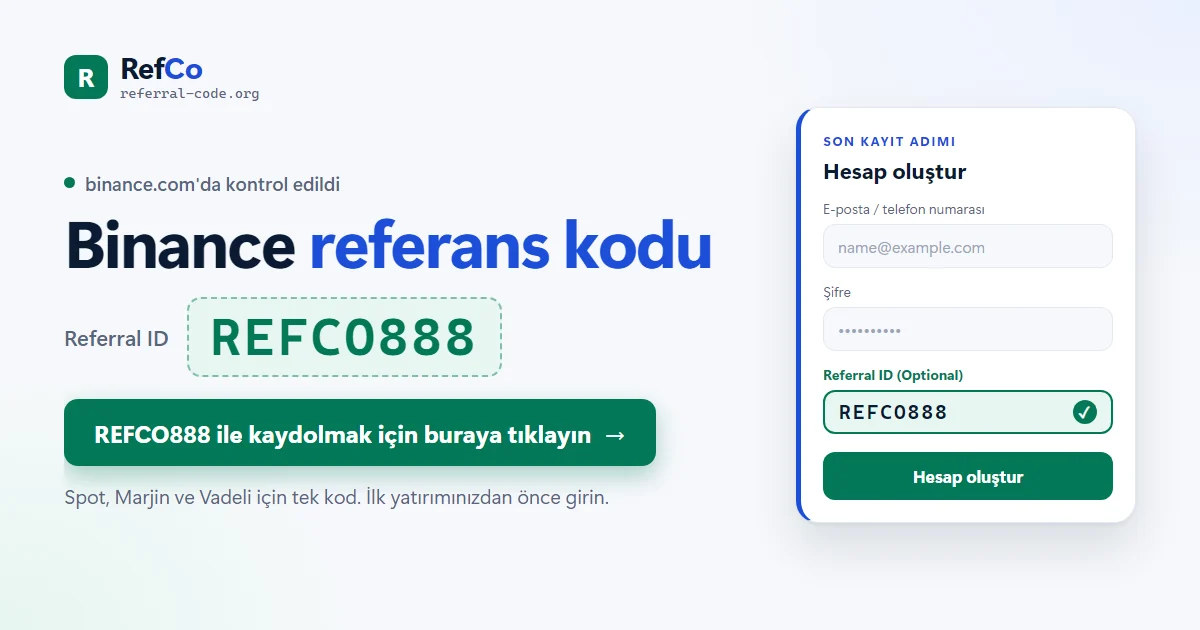 R
RefCo
referral-code.org
binance.com'da kontrol edildi
Binance referans kodu
Referral ID
REFCO888
REFCO888 ile kaydolmak için buraya tıklayın →
Spot, Marjin ve Vadeli için tek kod. İlk yatırımınızdan önce girin.
SON KAYIT ADIMI
Hesap oluştur
E-posta / telefon numarası
name@example.com
Şifre
••••••••••
Referral ID (Optional)
REFCO888 ✓
Hesap oluştur